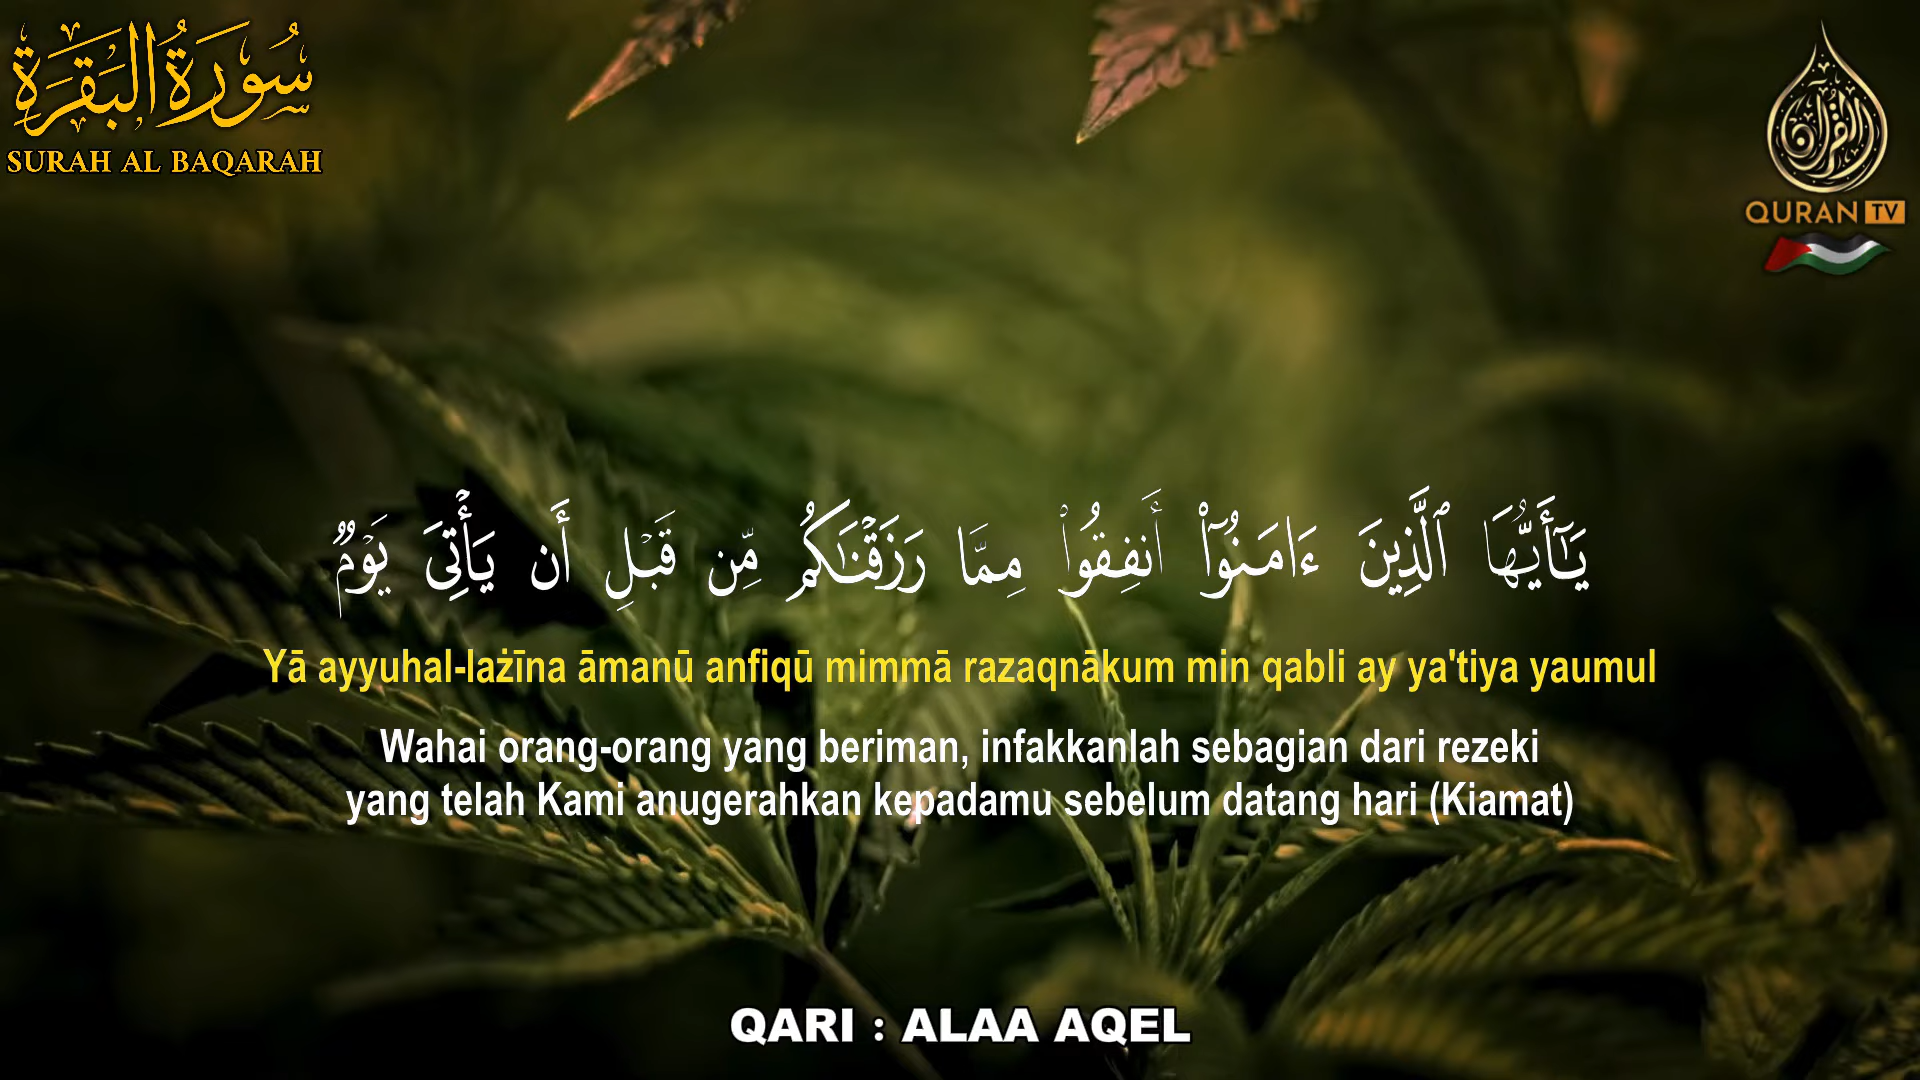 سُورَةُ البَقَرَةِ
SURAH AL BAQARAH
القرآن
QURAN TV
يَـٰٓأَيُّهَا ٱلَّذِينَ ءَامَنُوٓا۟ أَنفِقُوا۟ مِمَّا رَزَقْنَـٰكُم مِّن قَبْلِ أَن يَأْتِىَ يَوْمٌ
Yā ayyuhal-lażīna āmanū anfiqū mimmā razaqnākum min qabli ay ya'tiya yaumul
Wahai orang-orang yang beriman, infakkanlah sebagian dari rezeki
yang telah Kami anugerahkan kepadamu sebelum datang hari (Kiamat)
QARI : ALAA AQEL